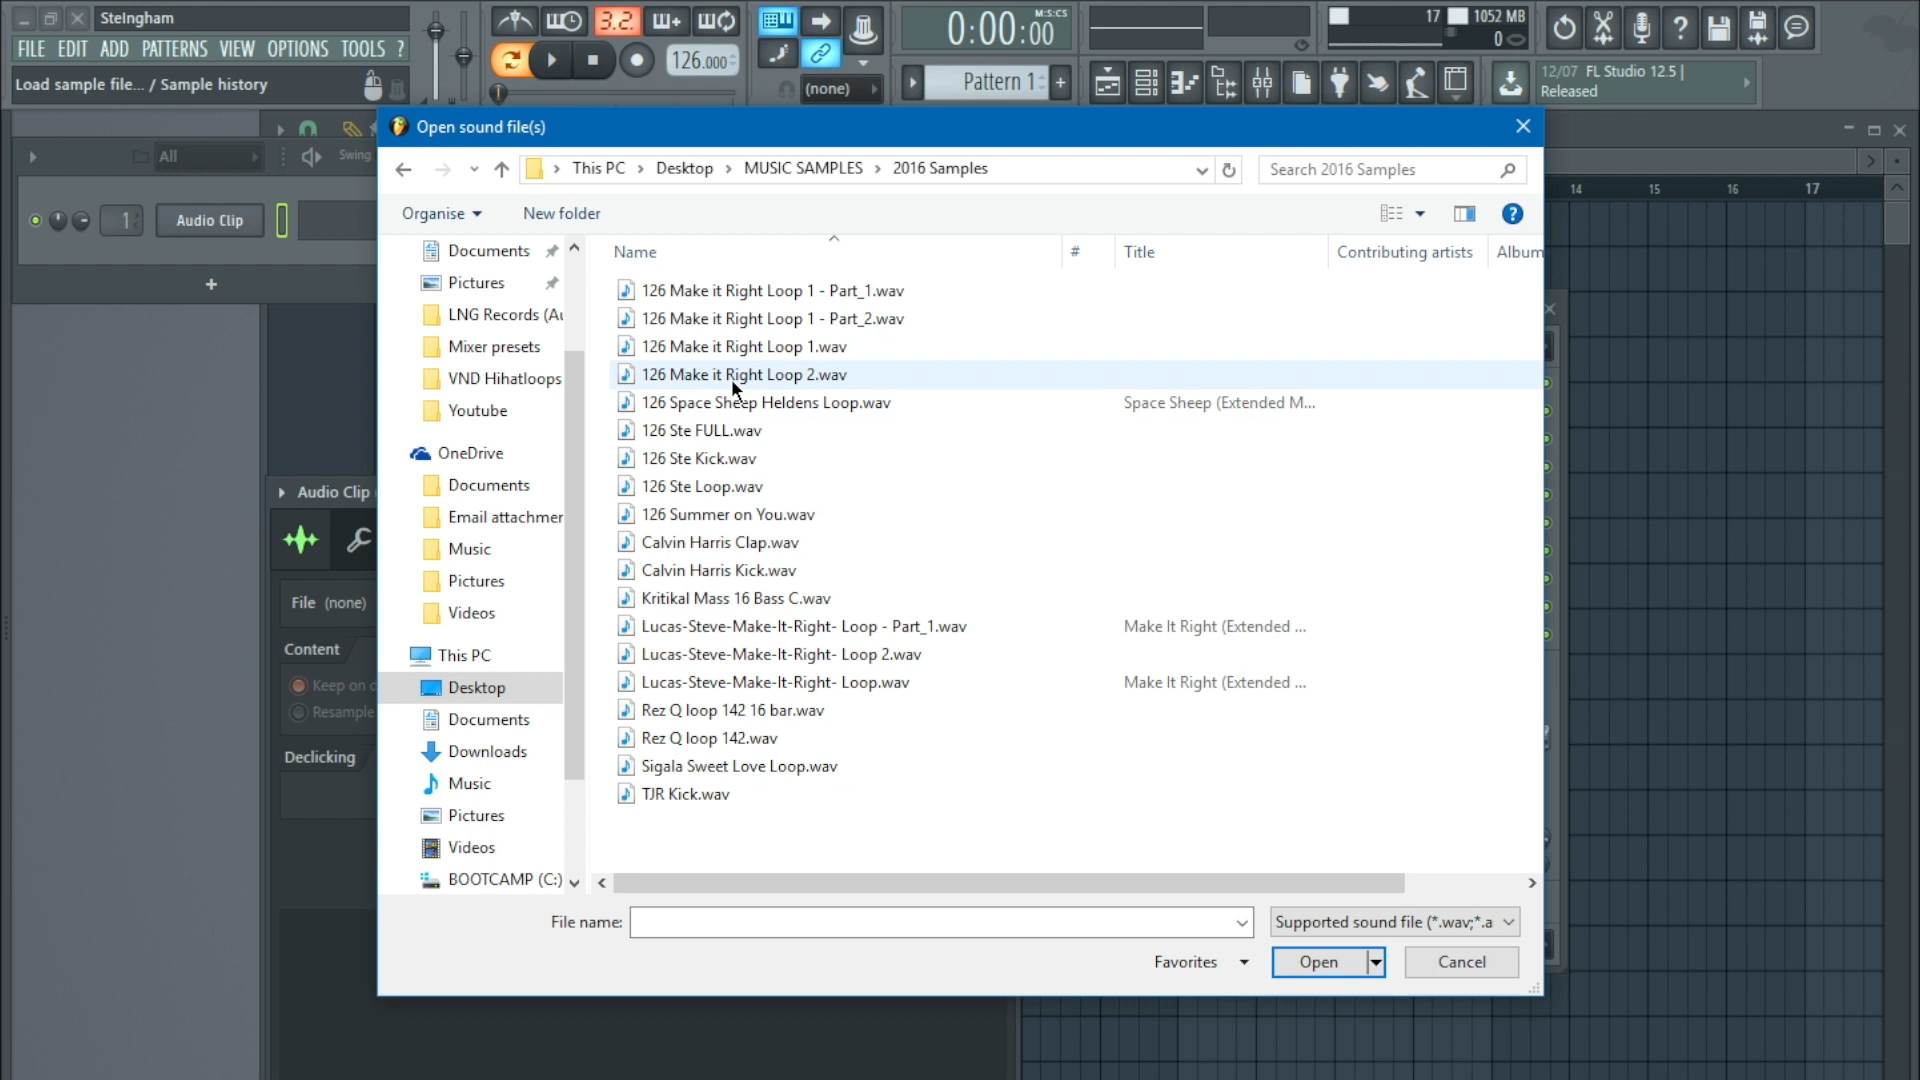 SteIngham
FILE EDIT ADD PATTERNS VIEW OPTIONS TOOLS ?
Load sample file... / Sample history
3.2.
126.000
0:00:00
M:S:CS
(none)
Pattern 1
17
1052 MB
0
12/07 FL Studio 12.5 |
Released
All
Swing
1
Audio Clip
+
14 15 16 17
Open sound file(s)
This PC > Desktop > MUSIC SAMPLES > 2016 Samples
Search 2016 Samples
Organise
New folder
Documents
Pictures
LNG Records (Au
Mixer presets
VND Hihatloops
Youtube
OneDrive
Documents
Email attachmer
Music
Pictures
Videos
This PC
Desktop
Documents
Downloads
Music
Pictures
Videos
BOOTCAMP (C:)
Name # Title Contributing artists Album
126 Make it Right Loop 1 - Part_1.wav
126 Make it Right Loop 1 - Part_2.wav
126 Make it Right Loop 1.wav
126 Make it Right Loop 2.wav
126 Space Sheep Heldens Loop.wav Space Sheep (Extended M...
126 Ste FULL.wav
126 Ste Kick.wav
126 Ste Loop.wav
126 Summer on You.wav
Calvin Harris Clap.wav
Calvin Harris Kick.wav
Kritikal Mass 16 Bass C.wav
Lucas-Steve-Make-It-Right- Loop - Part_1.wav Make It Right (Extended ...
Lucas-Steve-Make-It-Right- Loop 2.wav
Lucas-Steve-Make-It-Right- Loop.wav Make It Right (Extended ...
Rez Q loop 142 16 bar.wav
Rez Q loop 142.wav
Sigala Sweet Love Loop.wav
TJR Kick.wav
File name:
Supported sound file (*.wav;*.a
Favorites
Open
Cancel
Audio Clip
File (none)
Content
Keep on d
Resample
Declicking